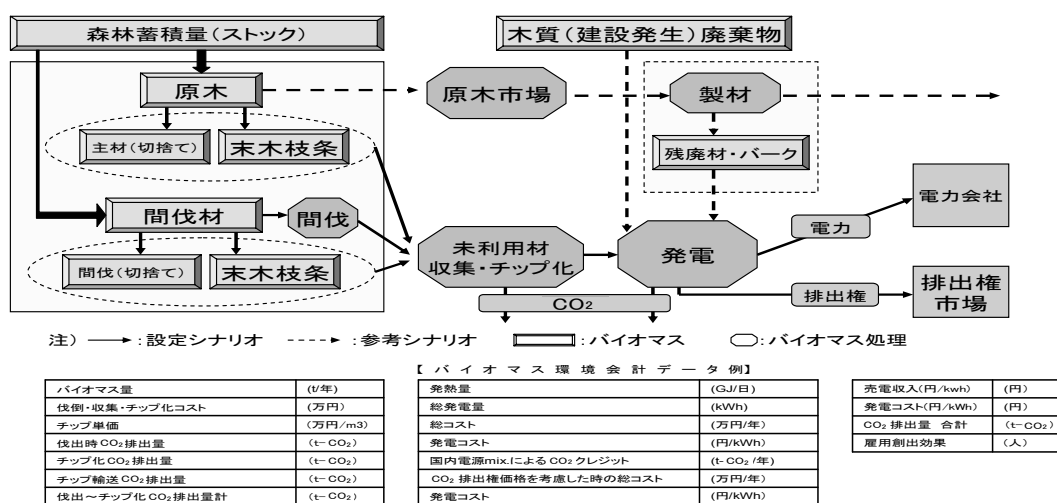 森林蓄積量(ストック)
木質(建設発生)廃棄物
原木
原木市場
製材
主材(切捨て)
末木枝条
残廃材・バーク
間伐材
間伐
電力会社
電力
未利用材
収集・チップ化
発電
間伐(切捨て)
末木枝条
排出権
排出権
市場
CO₂
注) :設定シナリオ :参考シナリオ :バイオマス :バイオマス処理
【バイオマス環境会計データ例】
バイオマス量 (t/年)
伐倒・収集・チップ化コスト (万円)
チップ単価 (万円/m3)
伐出時CO₂排出量 (t-CO₂)
チップ化CO₂排出量 (t-CO₂)
チップ輸送CO₂排出量 (t-CO₂)
伐出~チップ化CO₂排出量計 (t-CO₂)
発熱量 (GJ/日)
総発電量 (kWh)
総コスト (万円/年)
発電コスト (円/kWh)
国内電源mix.によるCO₂クレジット (t-CO₂/年)
CO₂排出権価格を考慮した時の総コスト (万円/年)
発電コスト (円/kWh)
売電収入(円/kwh) (円)
発電コスト(円/kWh) (円)
CO₂排出量 合計 (t-CO₂)
雇用創出効果 (人)